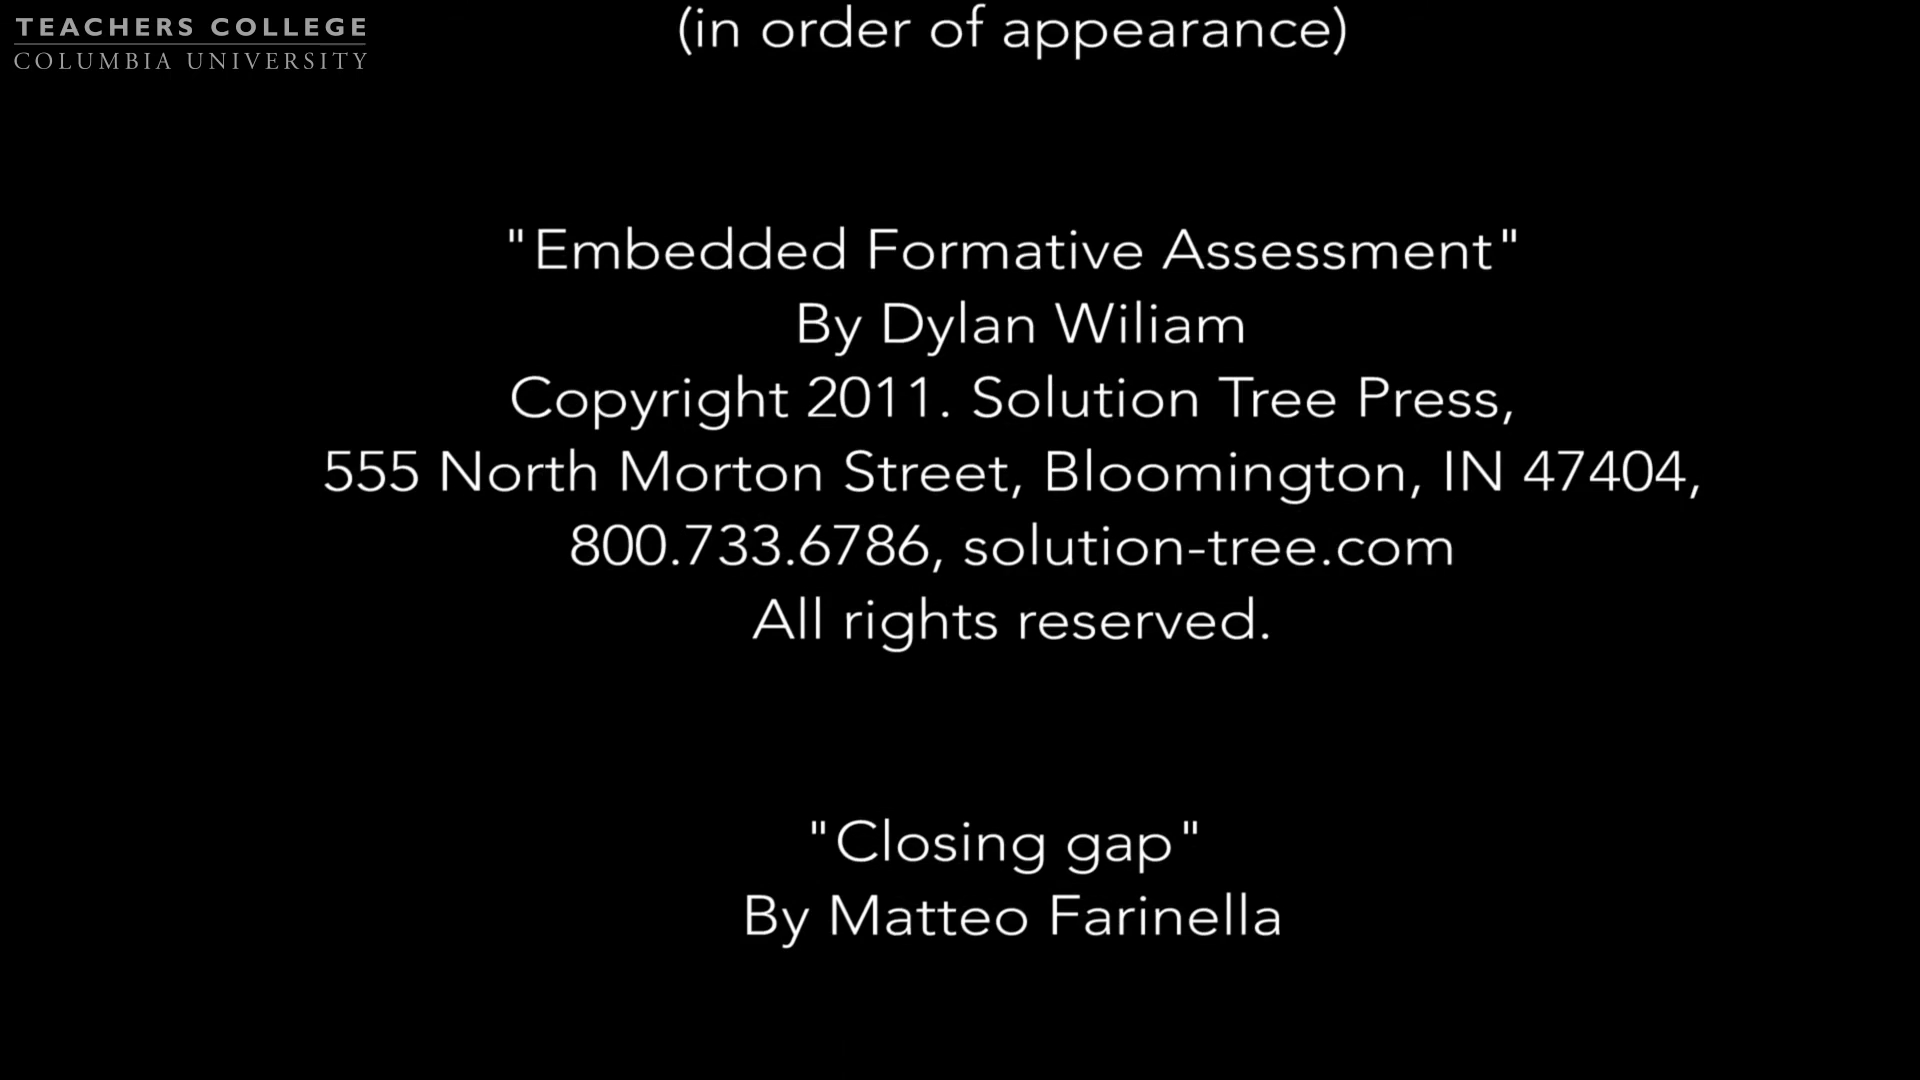 TEACHERS COLLEGE
COLUMBIA UNIVERSITY
(in order of appearance)
"Embedded Formative Assessment"
By Dylan Wiliam
Copyright 2011. Solution Tree Press,
555 North Morton Street, Bloomington, IN 47404,
800.733.6786, solution-tree.com
All rights reserved.
"Closing gap"
By Matteo Farinella